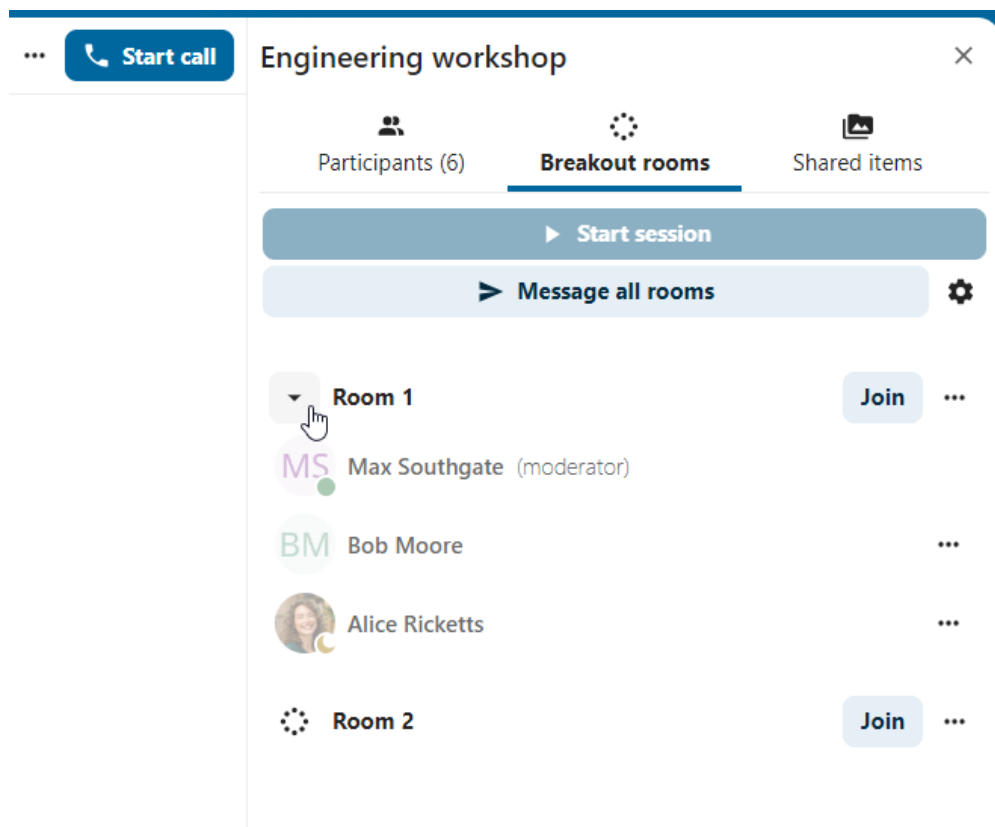 Start call
Engineering workshop
Participants (6)
Breakout rooms
Shared items
Start session
Message all rooms
Room 1
Join
MS Max Southgate (moderator)
BM Bob Moore
Alice Ricketts
Room 2
Join